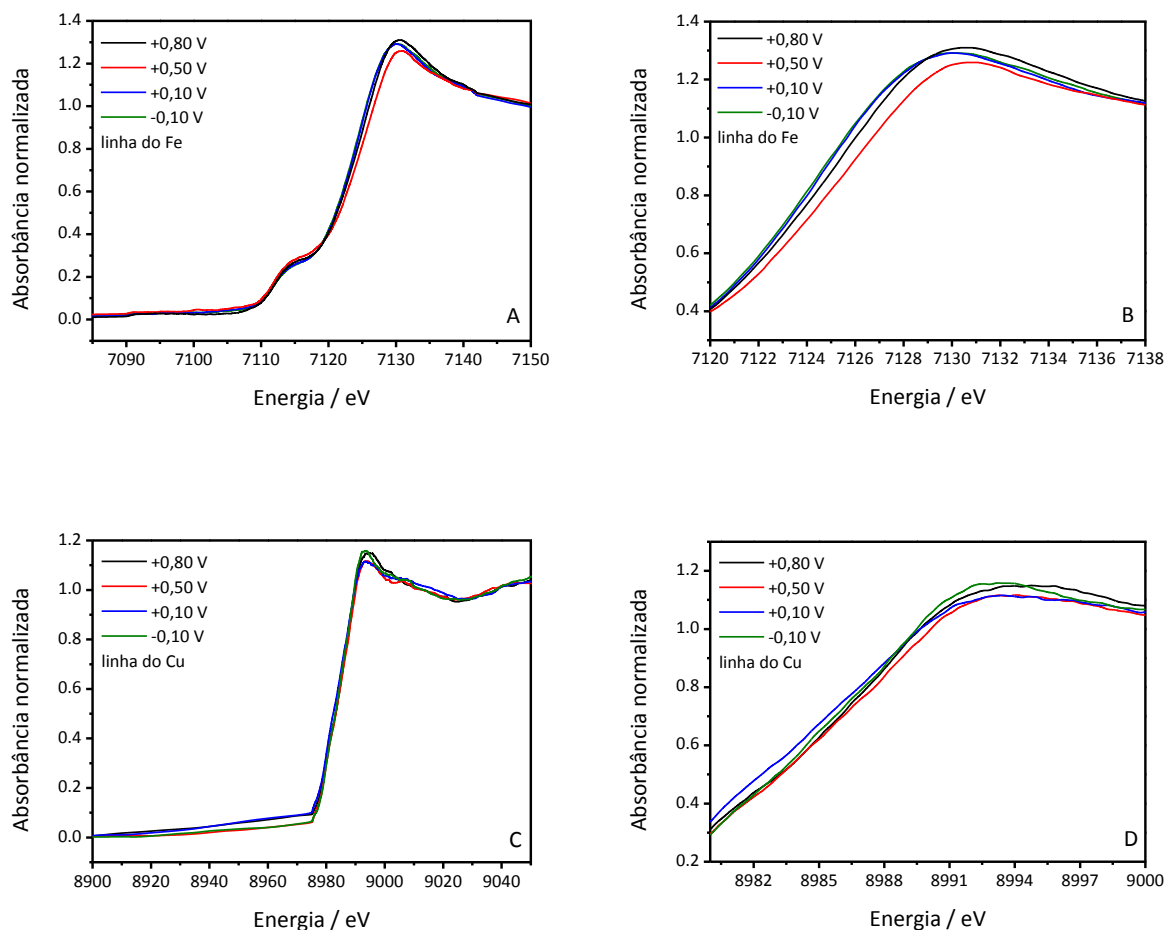 1.4
1.2
1.0
0.8
0.6
0.4
0.2
0.0
Absorbância normalizada
+0,80 V
+0,50 V
+0,10 V
-0,10 V
linha do Fe
A
7090 7100 7110 7120 7130 7140 7150
Energia / eV
1.4
1.2
1.0
0.8
0.6
0.4
Absorbância normalizada
+0,80 V
+0,50 V
+0,10 V
-0,10 V
linha do Fe
B
7120 7122 7124 7126 7128 7130 7132 7134 7136 7138
Energia / eV
1.2
1.0
0.8
0.6
0.4
0.2
0.0
Absorbância normalizada
+0,80 V
+0,50 V
+0,10 V
-0,10 V
linha do Cu
C
8900 8920 8940 8960 8980 9000 9020 9040
Energia / eV
1.2
1.0
0.8
0.6
0.4
0.2
Absorbância normalizada
+0,80 V
+0,50 V
+0,10 V
-0,10 V
linha do Cu
D
8982 8985 8988 8991 8994 8997 9000
Energia / eV